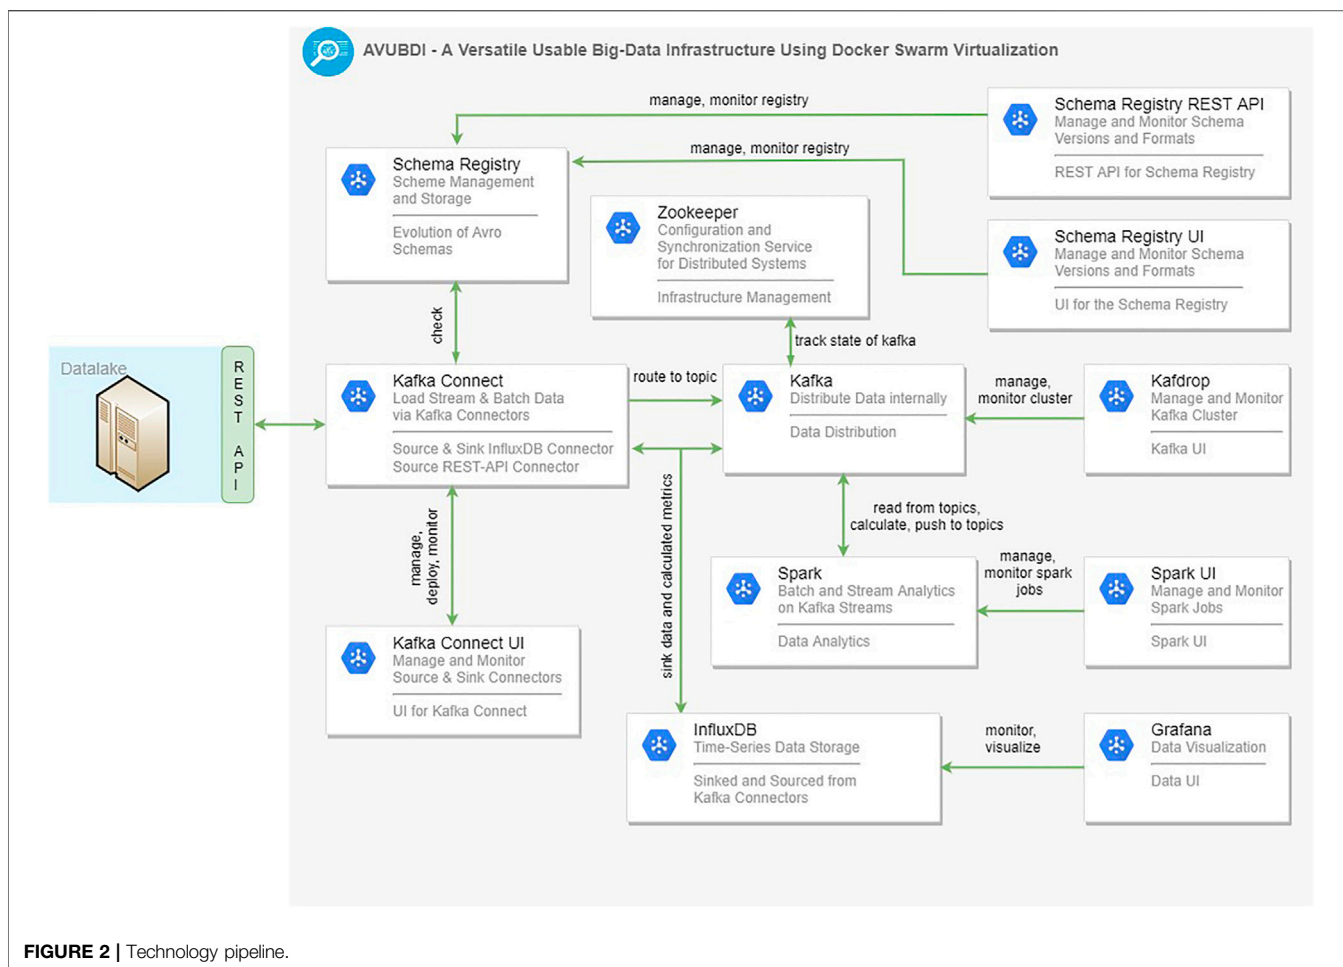 AVUBDI - A Versatile Usable Big-Data Infrastructure Using Docker Swarm Virtualization
manage, monitor registry
Schema Registry REST API
Manage and Monitor Schema
Versions and Formats
REST API for Schema Registry
manage, monitor registry
Schema Registry
Scheme Management
and Storage
Evolution of Avro
Schemas
Zookeeper
Configuration and
Synchronization Service
for Distributed Systems
Infrastructure Management
Schema Registry UI
Manage and Monitor Schema
Versions and Formats
UI for the Schema Registry
check
track state of kafka
Datalake
REST API
Kafka Connect
Load Stream & Batch Data
via Kafka Connectors
Source & Sink InfluxDB Connector
Source REST-API Connector
route to topic
Kafka
Distribute Data internally
Data Distribution
manage,
monitor cluster
Kafdrop
Manage and Monitor
Kafka Cluster
Kafka UI
manage,
deploy, monitor
sink data and calculated metrics
read from topics,
calculate, push to topics
Spark
Batch and Stream Analytics
on Kafka Streams
Data Analytics
manage,
monitor spark
jobs
Spark UI
Manage and Monitor
Spark Jobs
Spark UI
Kafka Connect UI
Manage and Monitor
Source & Sink Connectors
UI for Kafka Connect
InfluxDB
Time-Series Data Storage
Sinked and Sourced from
Kafka Connectors
monitor,
visualize
Grafana
Data Visualization
Data UI
FIGURE 2 | Technology pipeline.